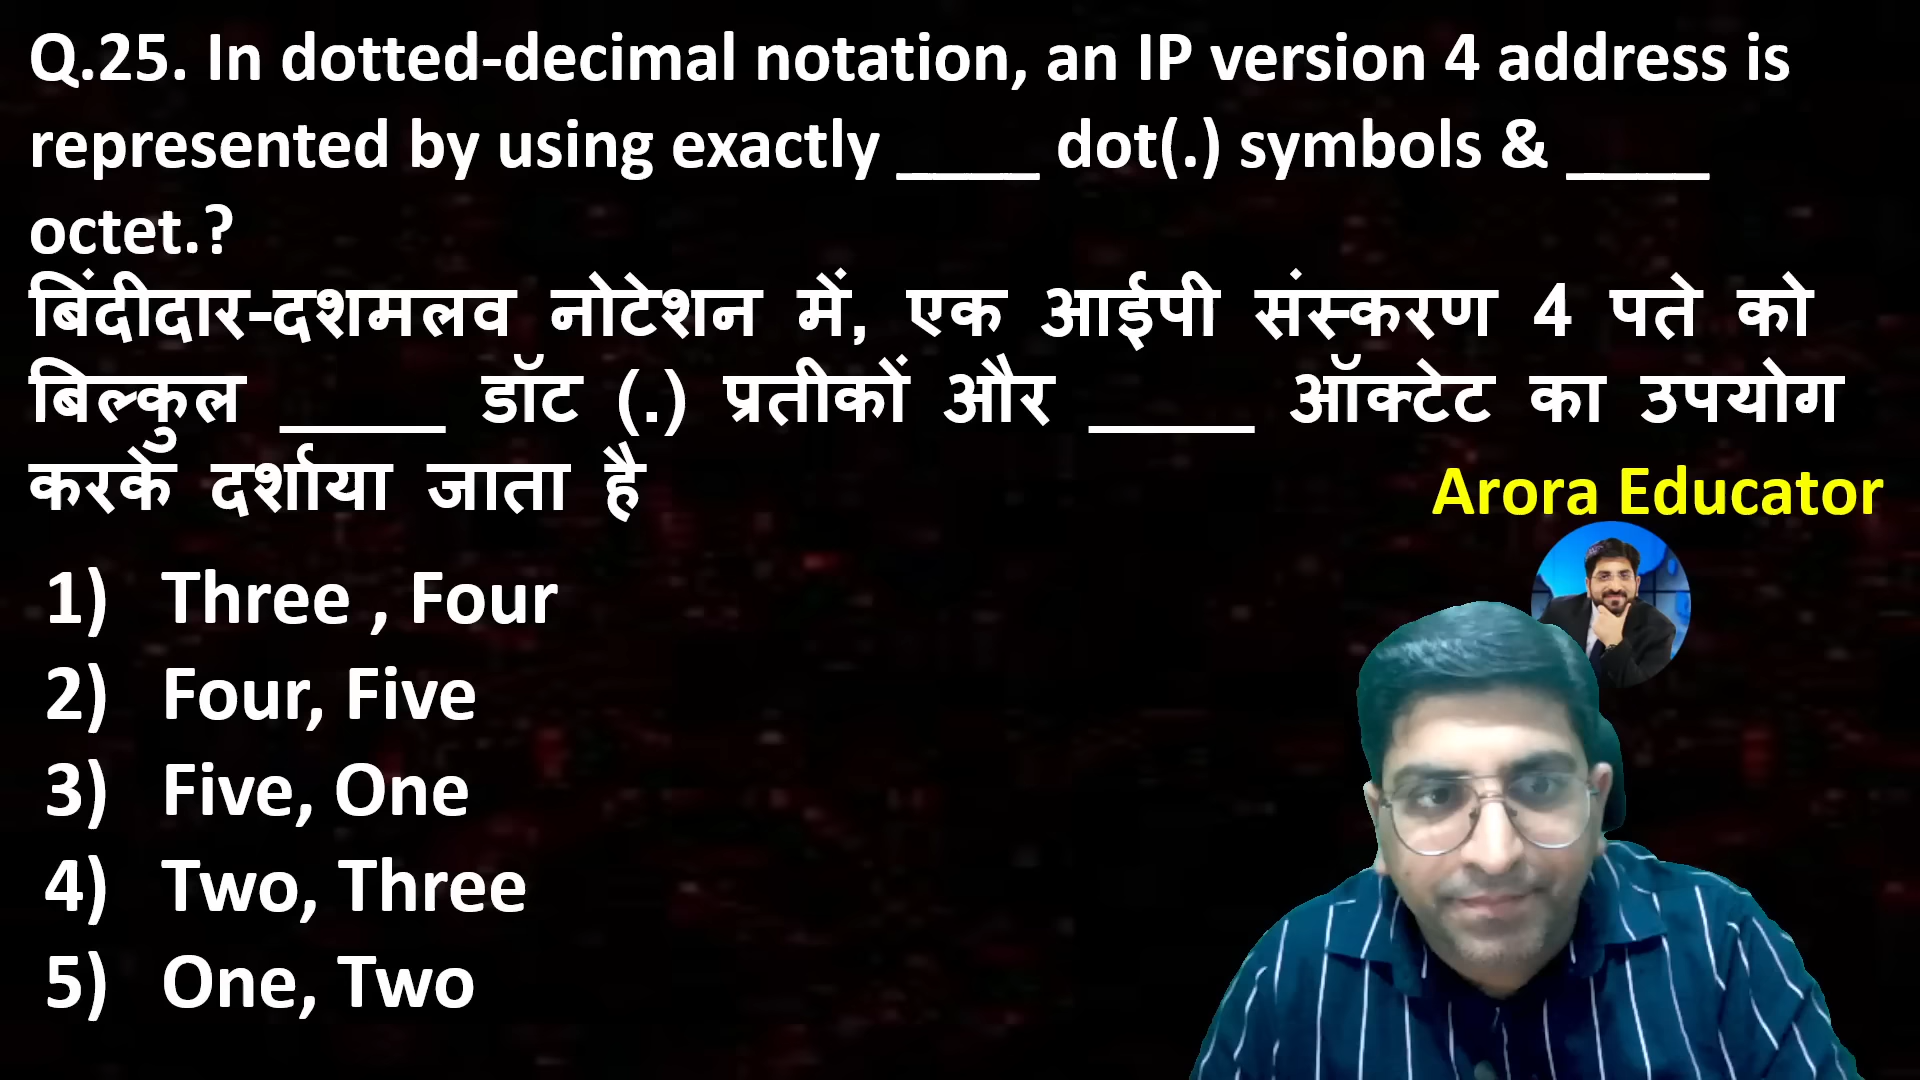 Q.25. In dotted-decimal notation, an IP version 4 address is
represented by using exactly ____ dot(.) symbols & ____
octet.?
बिंदीदार-दशमलव नोटेशन में, एक आईपी संस्करण 4 पते को
बिल्कुल ____ डॉट (.) प्रतीकों और ____ ऑक्टेट का उपयोग
करके दर्शाया जाता है
Arora Educator
1) Three , Four
2) Four, Five
3) Five, One
4) Two, Three
5) One, Two